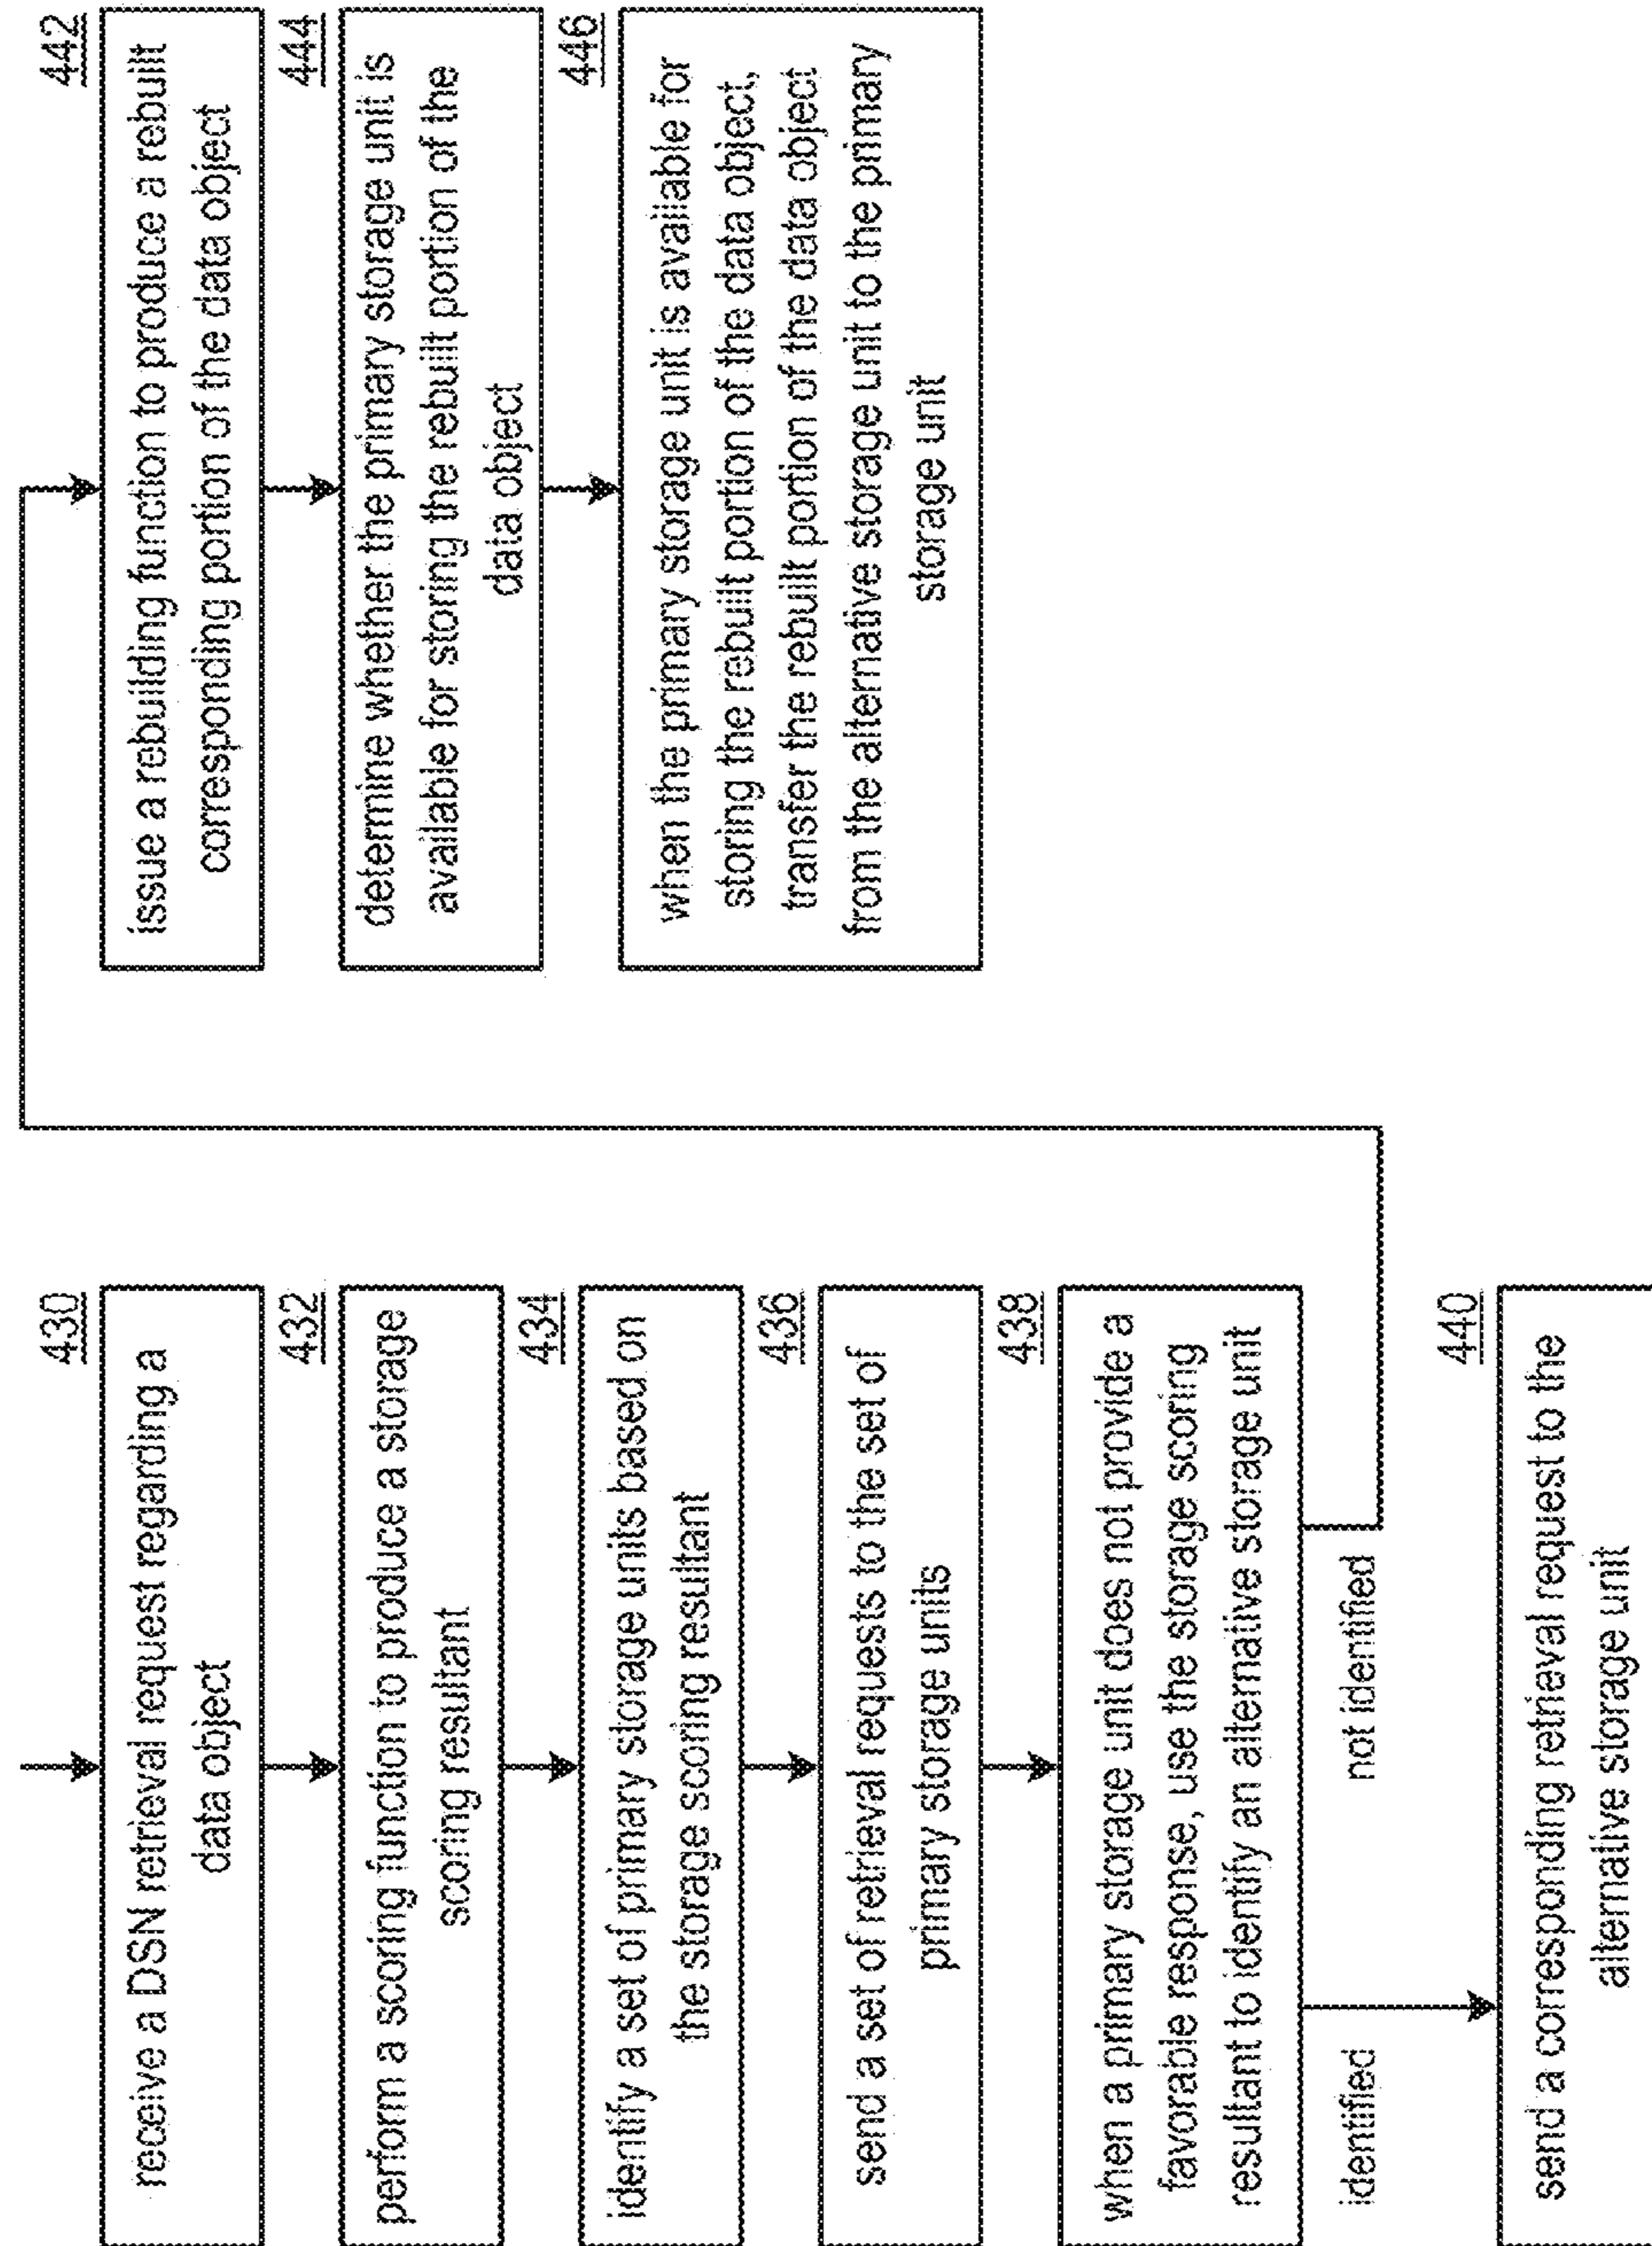 430
receive a DSN retrieval request regarding a
data object
432
perform a scoring function to produce a storage
scoring resultant
434
identify a set of primary storage units based on
the storage scoring resultant
436
send a set of retrieval requests to the set of
primary storage units
438
when a primary storage unit does not provide a
favorable response, use the storage scoring
resultant to identify an alternative storage unit
identified
not identified
440
send a corresponding retrieval request to the
alternative storage unit
442
issue a rebuilding function to produce a rebuilt
corresponding portion of the data object
444
determine whether the primary storage unit is
available for storing the rebuilt portion of the
data object
446
when the primary storage unit is available for
storing the rebuilt portion of the data object,
transfer the rebuilt portion of the data object
from the alternative storage unit to the primary
storage unit